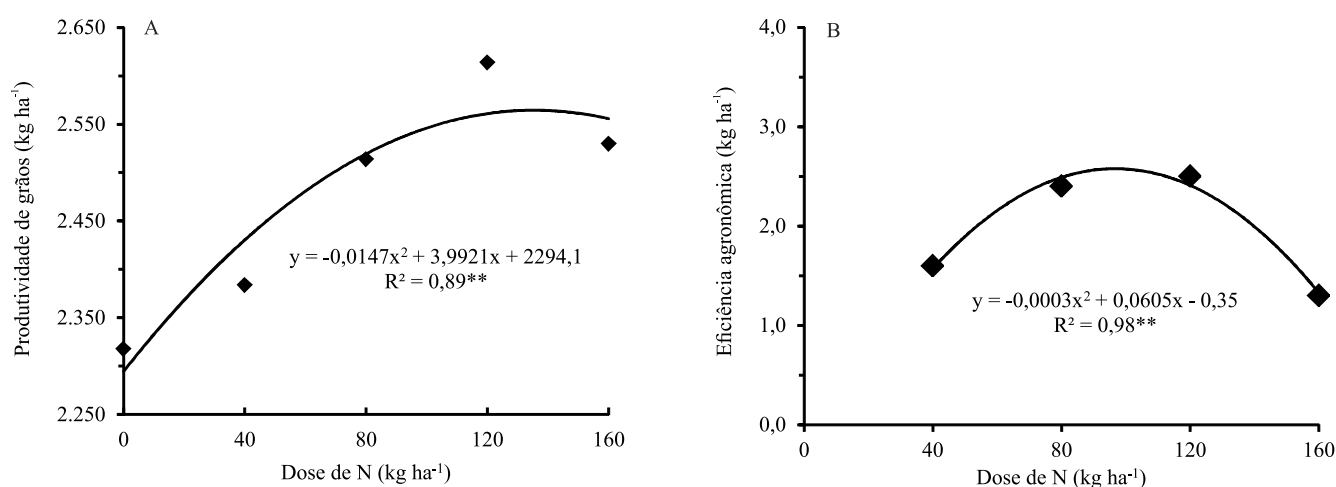 A
Produtividade de grãos (kg ha⁻¹)
2.650
2.550
2.450
2.350
2.250
y = -0,0147x² + 3,9921x + 2294,1
R² = 0,89**
0 40 80 120 160
Dose de N (kg ha⁻¹)
B
Eficiência agronômica (kg ha⁻¹)
4,0
3,0
2,0
1,0
0,0
y = -0,0003x² + 0,0605x - 0,35
R² = 0,98**
0 40 80 120 160
Dose de N (kg ha⁻¹)